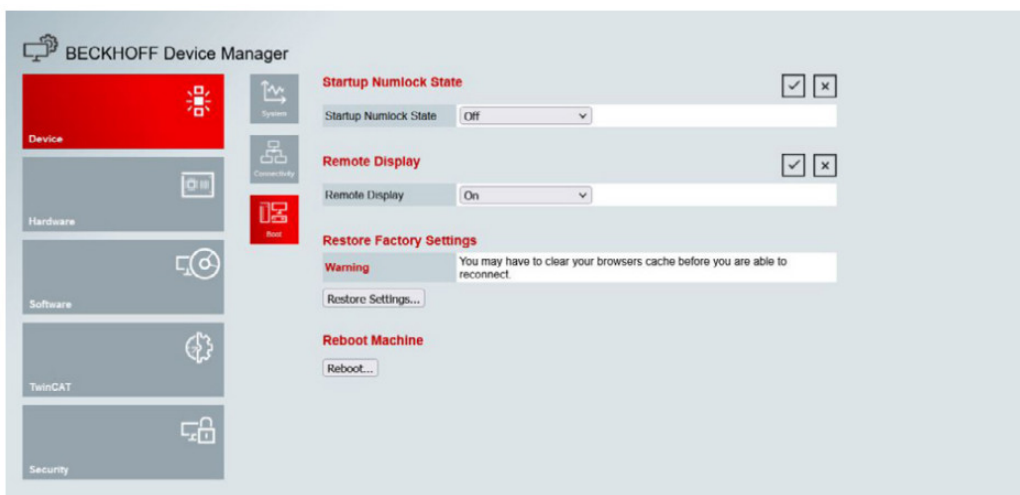 BECKHOFF Device Manager
Device
Hardware
Software
TwinCAT
Security
System
Connectivity
Boot
Startup Numlock State
Startup Numlock State Off
Remote Display
Remote Display On
Restore Factory Settings
Warning You may have to clear your browsers cache before you are able to
reconnect.
Restore Settings...
Reboot Machine
Reboot...